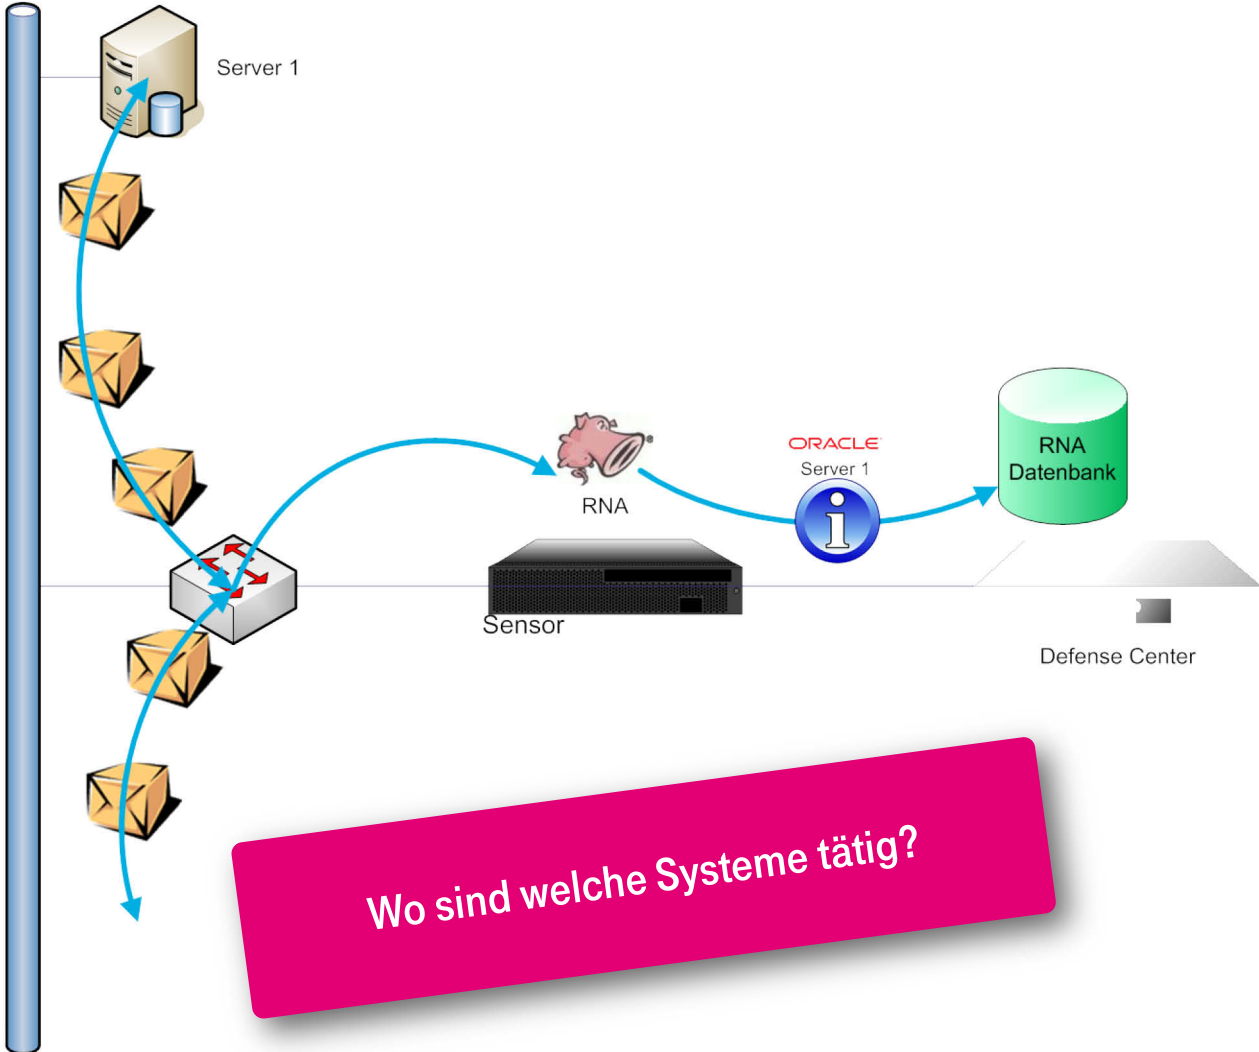 Server 1
ORACLE
Server 1
RNA
RNA
Datenbank
Sensor
Defense Center
Wo sind welche Systeme tätig?